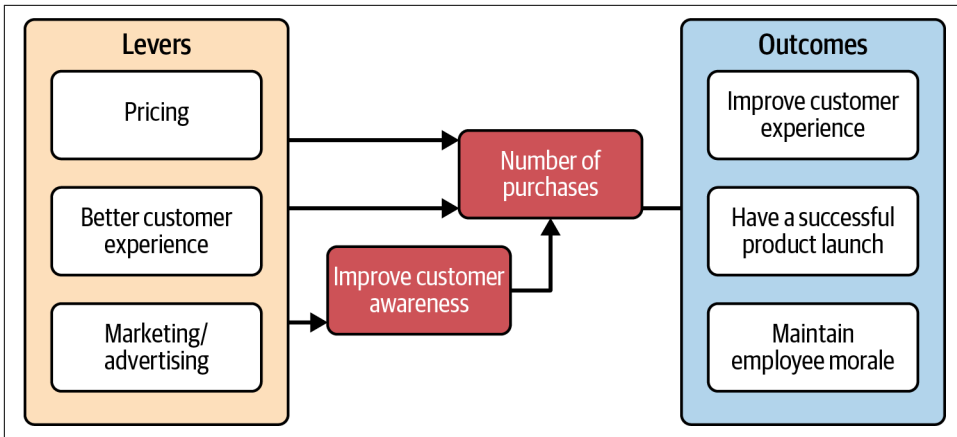 Levers
Pricing
Better customer
experience
Marketing/
advertising
Improve customer
awareness
Number of
purchases
Outcomes
Improve customer
experience
Have a successful
product launch
Maintain
employee morale